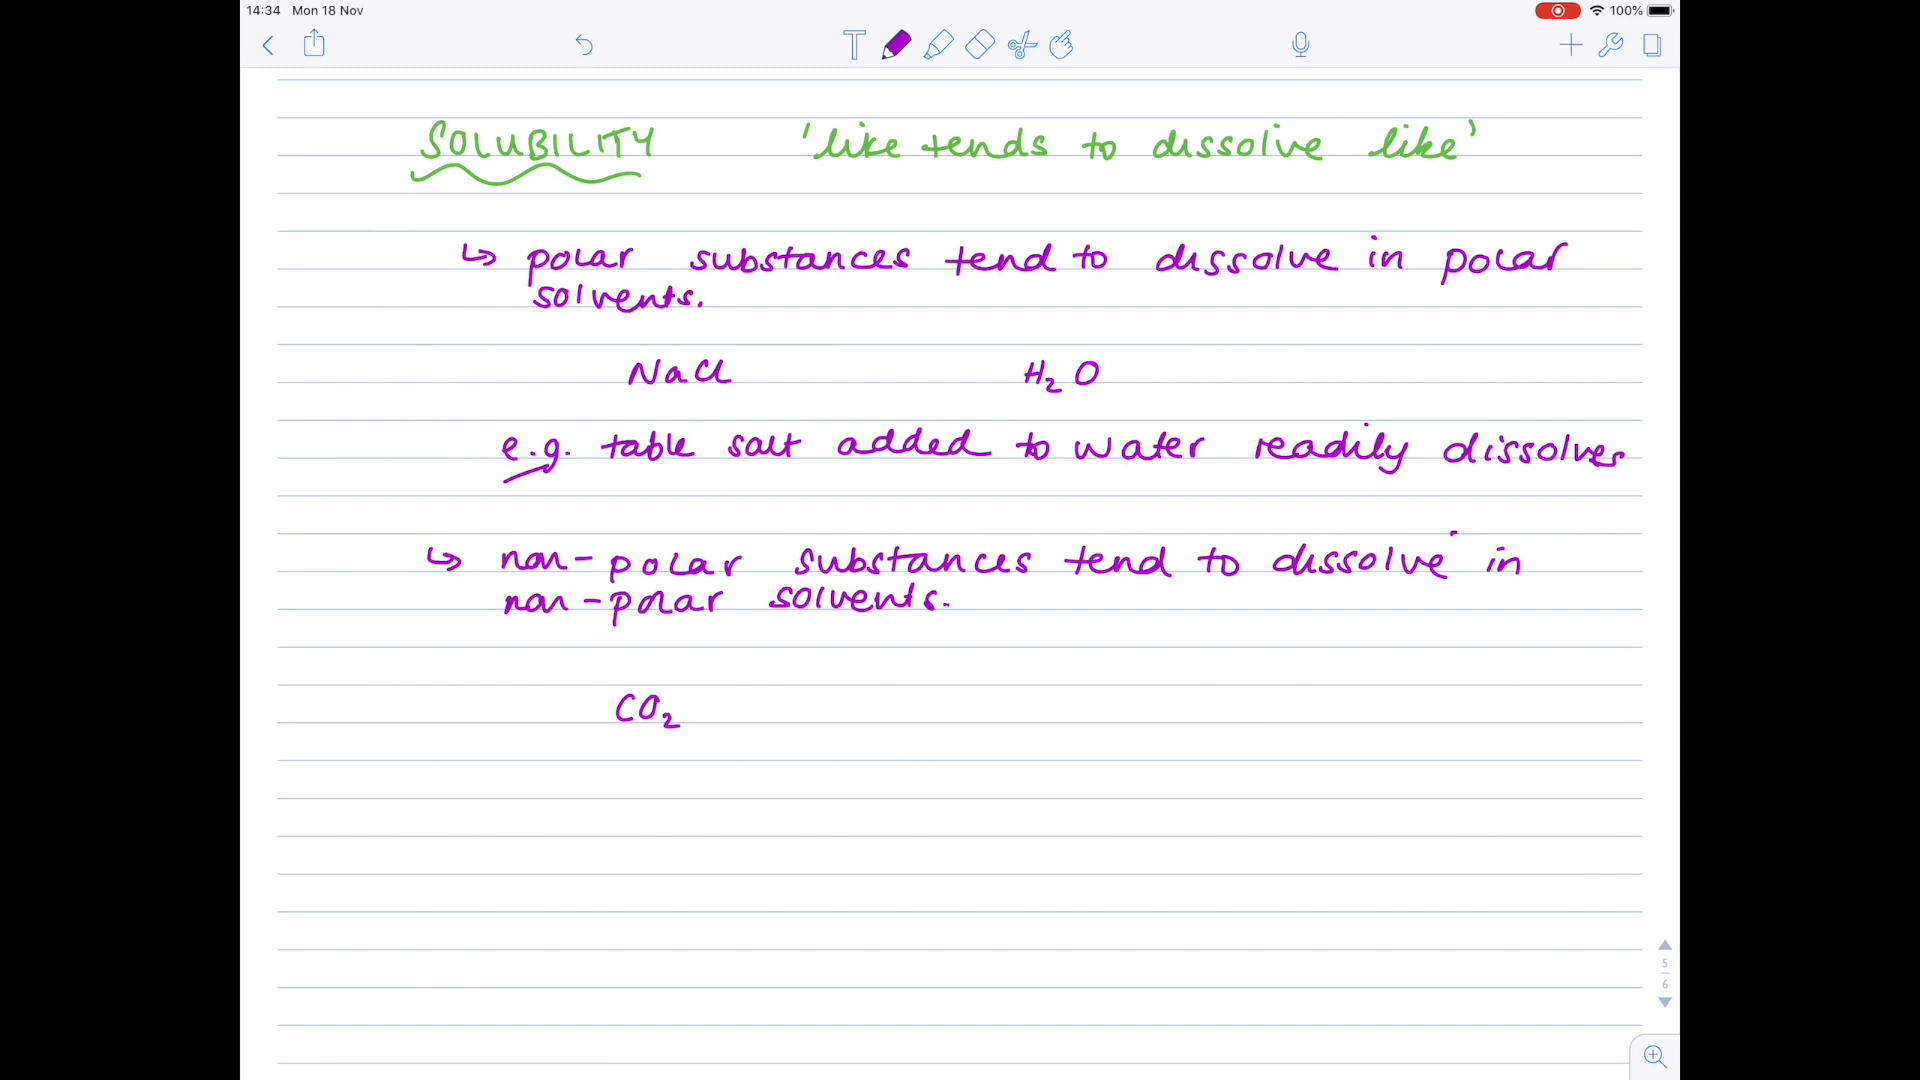 14:34 Mon 18 Nov 100%
T
SOLUBILITY 'like tends to dissolve like'
↳ polar substances tend to dissolve in polar
solvents.
NaCl H₂O
e.g. table salt added to water readily dissolves
↳ non-polar substances tend to dissolve in
non-polar solvents.
CO₂
5
6